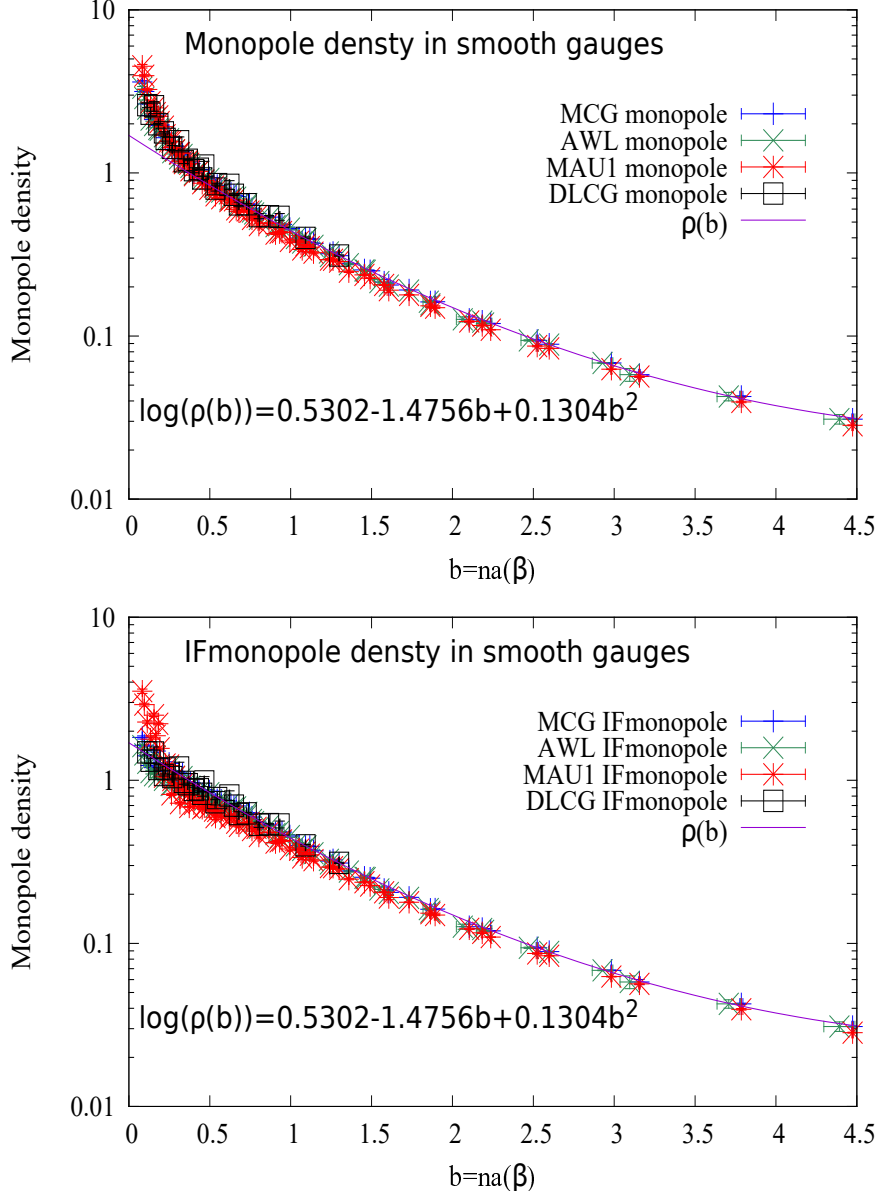 Monopole densty in smooth gauges
10
1
0.1
0.01
Monopole density
MCG monopole
AWL monopole
MAU1 monopole
DLCG monopole
ρ(b)
log(ρ(b))=0.5302-1.4756b+0.1304b²
0 0.5 1 1.5 2 2.5 3 3.5 4 4.5
b=na(β)
IFmonopole densty in smooth gauges
10
1
0.1
0.01
Monopole density
MCG IFmonopole
AWL IFmonopole
MAU1 IFmonopole
DLCG IFmonopole
ρ(b)
log(ρ(b))=0.5302-1.4756b+0.1304b²
0 0.5 1 1.5 2 2.5 3 3.5 4 4.5
b=na(β)